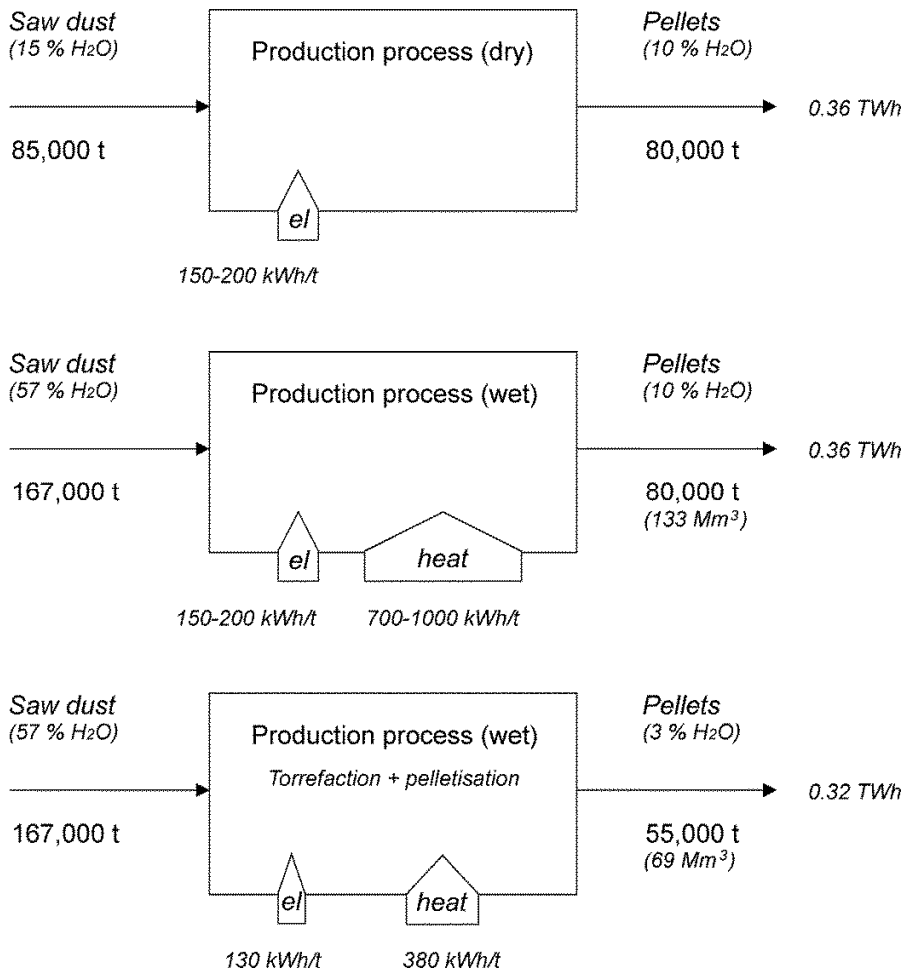 Saw dust
(15 % H₂O)
Production process (dry)
Pellets
(10 % H₂O)
0.36 TWh
85,000 t
80,000 t
el
150-200 kWh/t
Saw dust
(57 % H₂O)
Production process (wet)
Pellets
(10 % H₂O)
0.36 TWh
167,000 t
80,000 t
(133 Mm³)
el
heat
150-200 kWh/t
700-1000 kWh/t
Saw dust
(57 % H₂O)
Production process (wet)
Torrefaction + pelletisation
Pellets
(3 % H₂O)
0.32 TWh
167,000 t
55,000 t
(69 Mm³)
el
heat
130 kWh/t
380 kWh/t